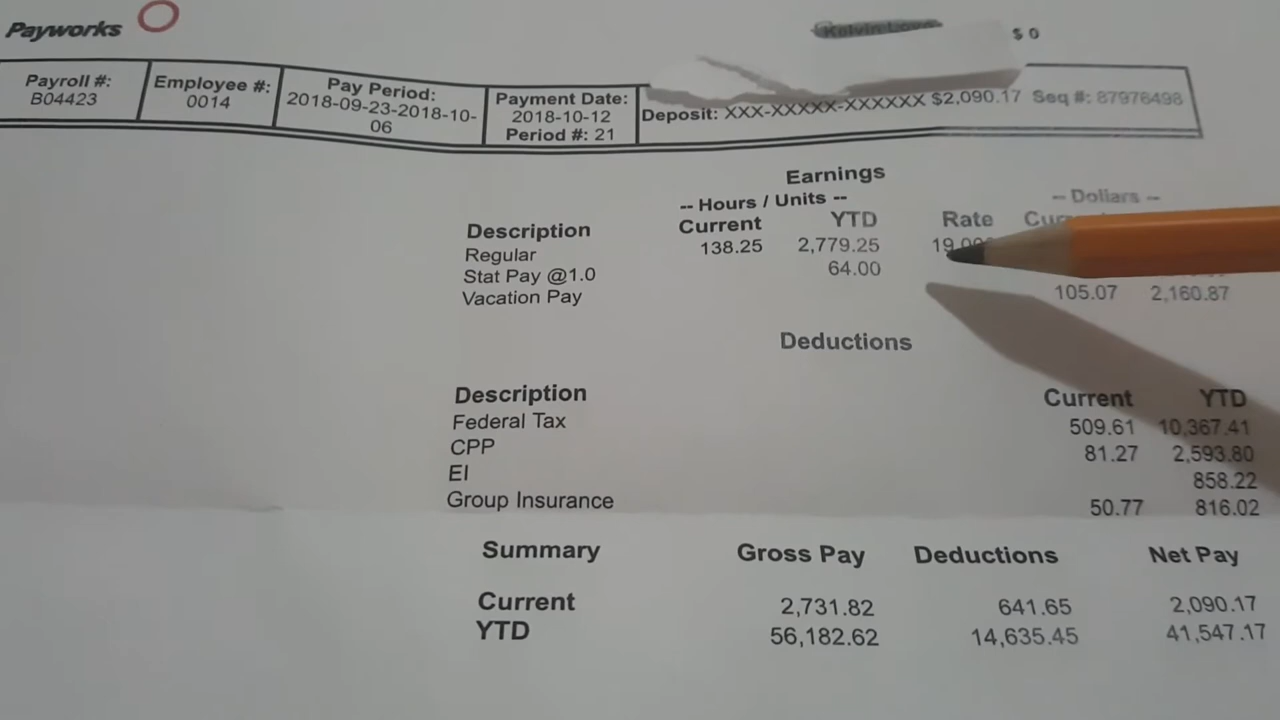 Payworks
$ 0
Payroll #: Employee #: Pay Period: Payment Date:
B04423 0014 2018-09-23-2018-10-06 2018-10-12
Period #: 21
Deposit: XXX-XXXXX-XXXXXX $2,090.17 Seq #: 87976498
Earnings
-- Hours / Units -- -- Dollars --
Description Current YTD Rate
Regular 138.25 2,779.25
Stat Pay @1.0 64.00
Vacation Pay 105.07 2,160.87
Deductions
Description Current YTD
Federal Tax 509.61 10,367.41
CPP 81.27 2,593.80
EI 858.22
Group Insurance 50.77 816.02
Summary Gross Pay Deductions Net Pay
Current 2,731.82 641.65 2,090.17
YTD 56,182.62 14,635.45 41,547.17